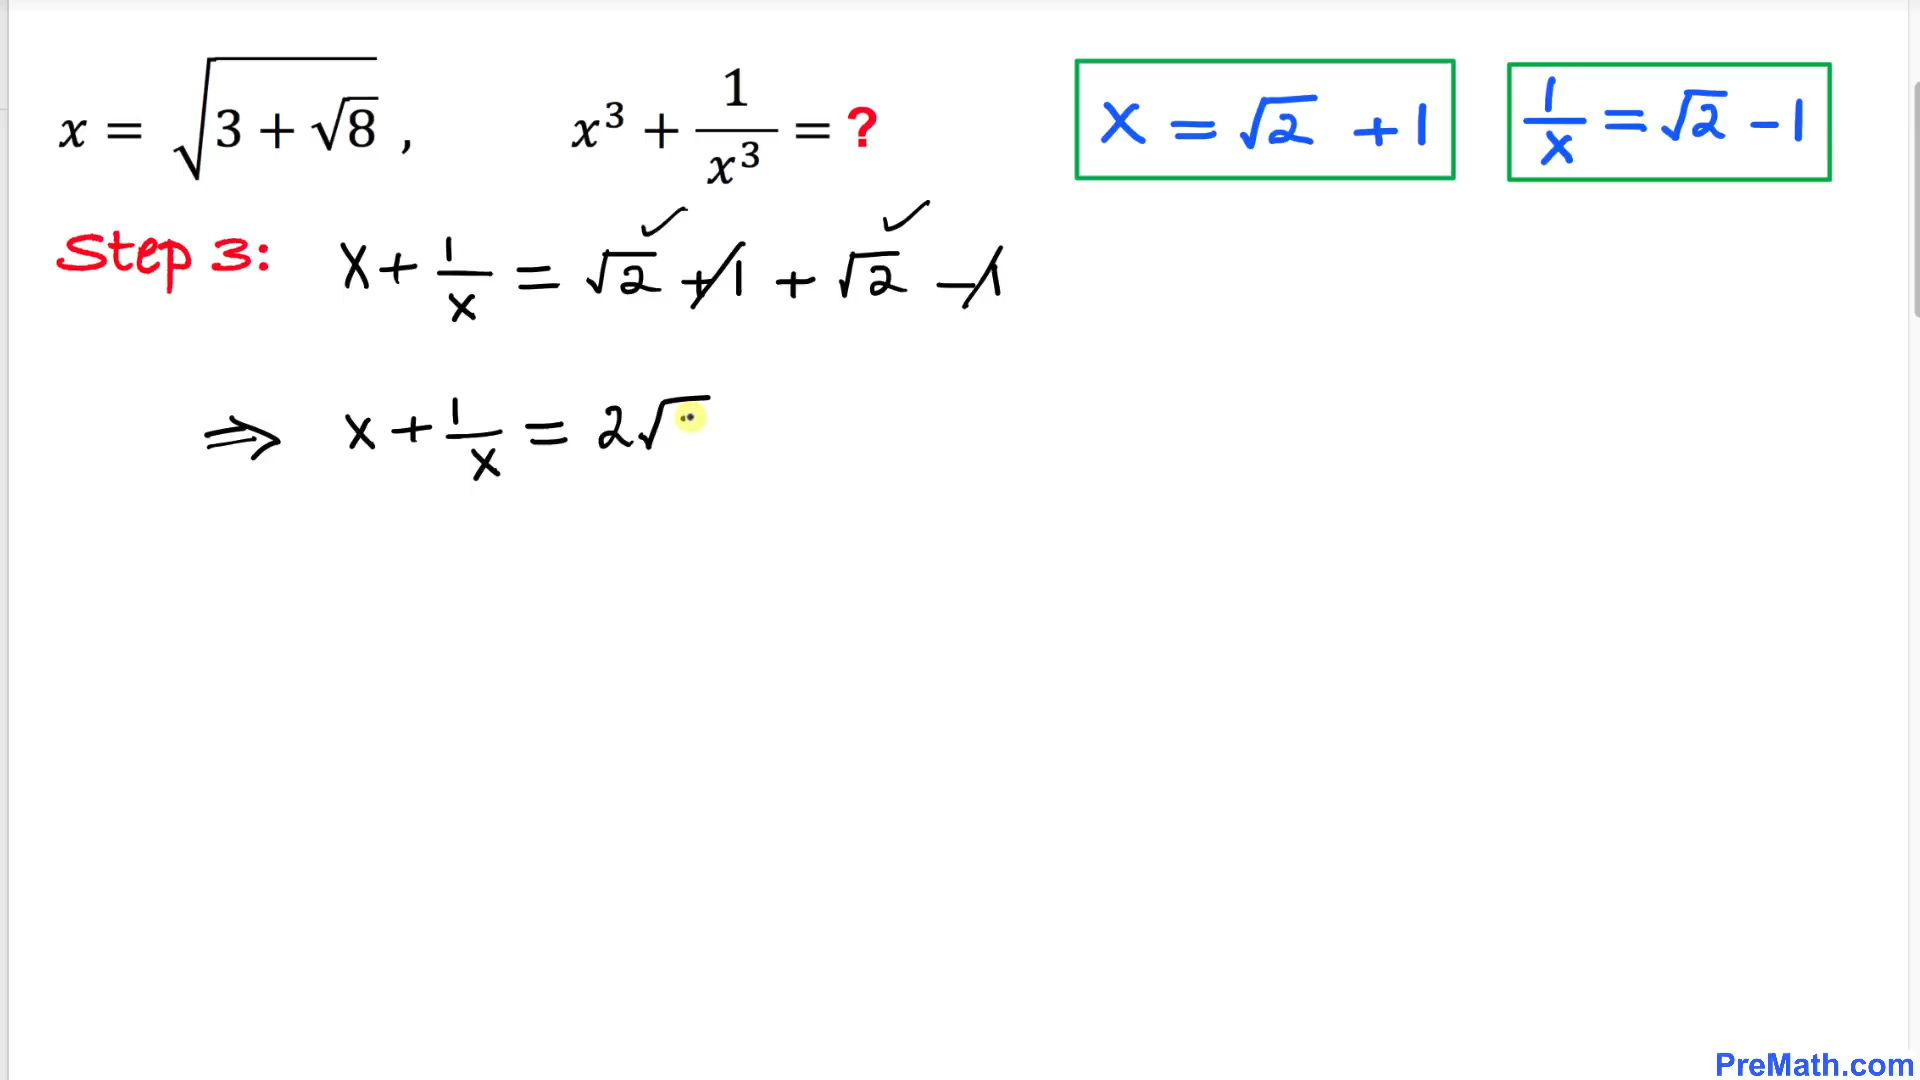 x = √(3 + √8) , x³ + 1/x³ = ?
x = √2 + 1
1/x = √2 - 1
Step 3: x + 1/x = √2 + 1 + √2 - 1
⇒ x + 1/x = 2√
PreMath.com